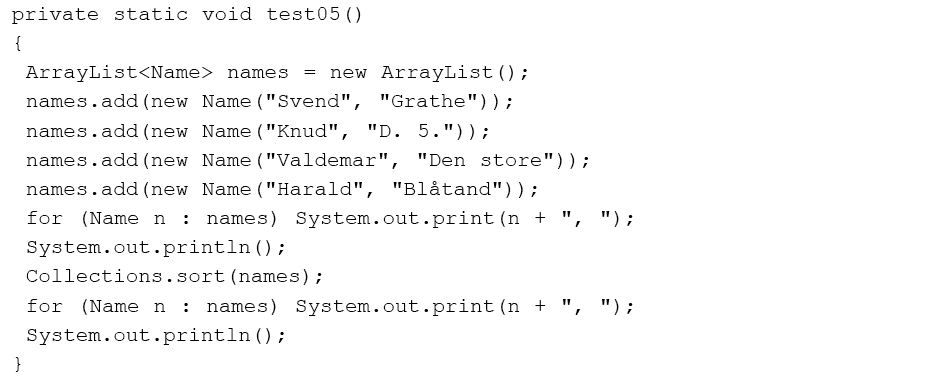 private static void test05()
{
ArrayList<Name> names = new ArrayList();
names.add(new Name("Svend", "Grathe"));
names.add(new Name("Knud", "D. 5."));
names.add(new Name("Valdemar", "Den store"));
names.add(new Name("Harald", "Blåtand"));
for (Name n : names) System.out.print(n + ", ");
System.out.println();
Collections.sort(names);
for (Name n : names) System.out.print(n + ", ");
System.out.println();
}